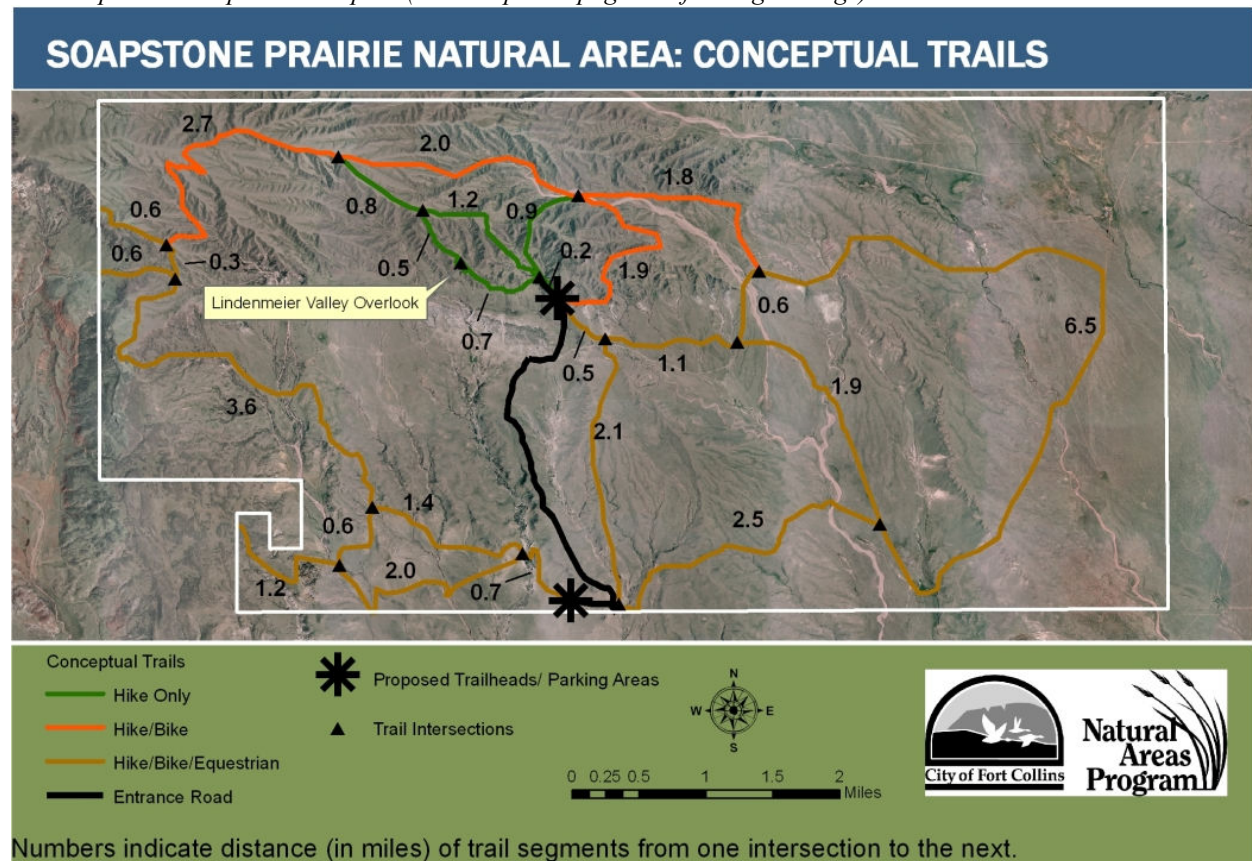 SOAPSTONE PRAIRIE NATURAL AREA: CONCEPTUAL TRAILS
2.7
2.0
1.8
0.6
0.8
1.2
0.9
0.6
0.3
0.5
0.2
1.9
Lindenmeier Valley Overlook
0.6
6.5
0.7
0.5
1.1
1.9
3.6
2.1
1.4
2.5
0.6
1.2
2.0
0.7
Conceptual Trails
Hike Only
Hike/Bike
Hike/Bike/Equestrian
Entrance Road
Proposed Trailheads/ Parking Areas
Trail Intersections
N
W E
S
0 0.25 0.5 1 1.5 2
Miles
City of Fort Collins
Natural
Areas
Program
Numbers indicate distance (in miles) of trail segments from one intersection to the next.